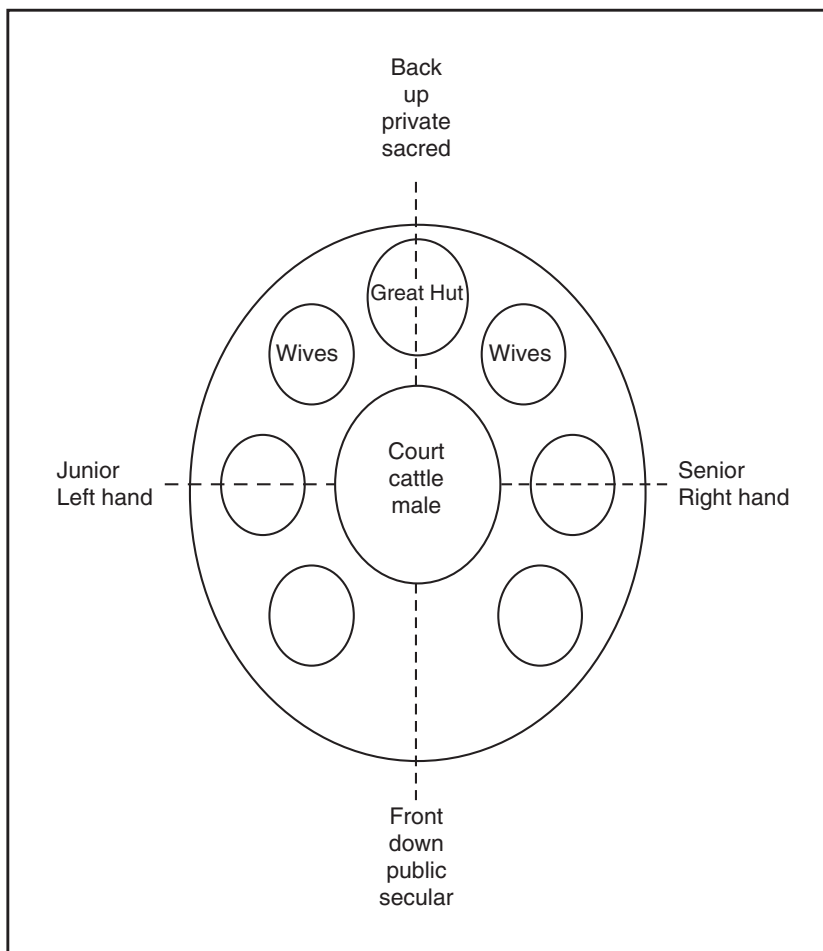 Back
up
private
sacred
Great Hut
Wives
Wives
Junior
Left hand
Court
cattle
male
Senior
Right hand
Front
down
public
secular